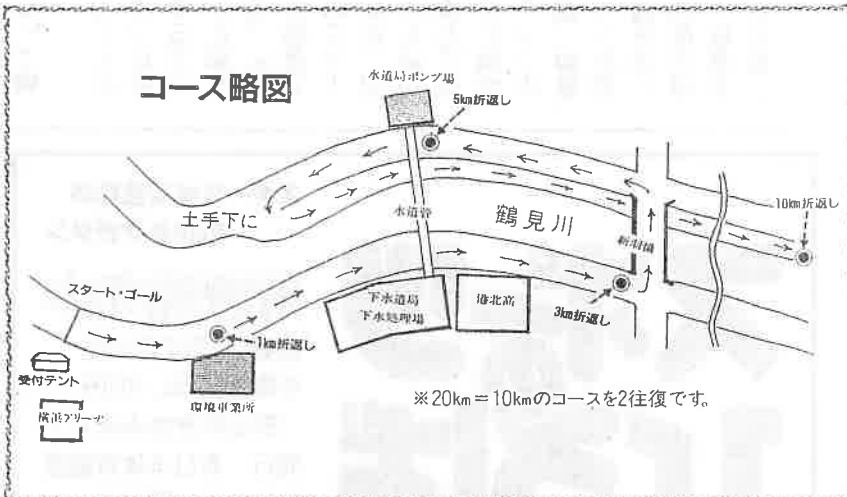 コース略図
水道局ポンプ場
5km折返し
10km折返し
土手下に
水道管
鶴見川
新羽橋
スタート・ゴール
下水道局
下水処理場
港北高
3km折返し
1km折返し
受付テント
環境事業所
横浜アリーナ
※20km=10kmのコースを2往復です。